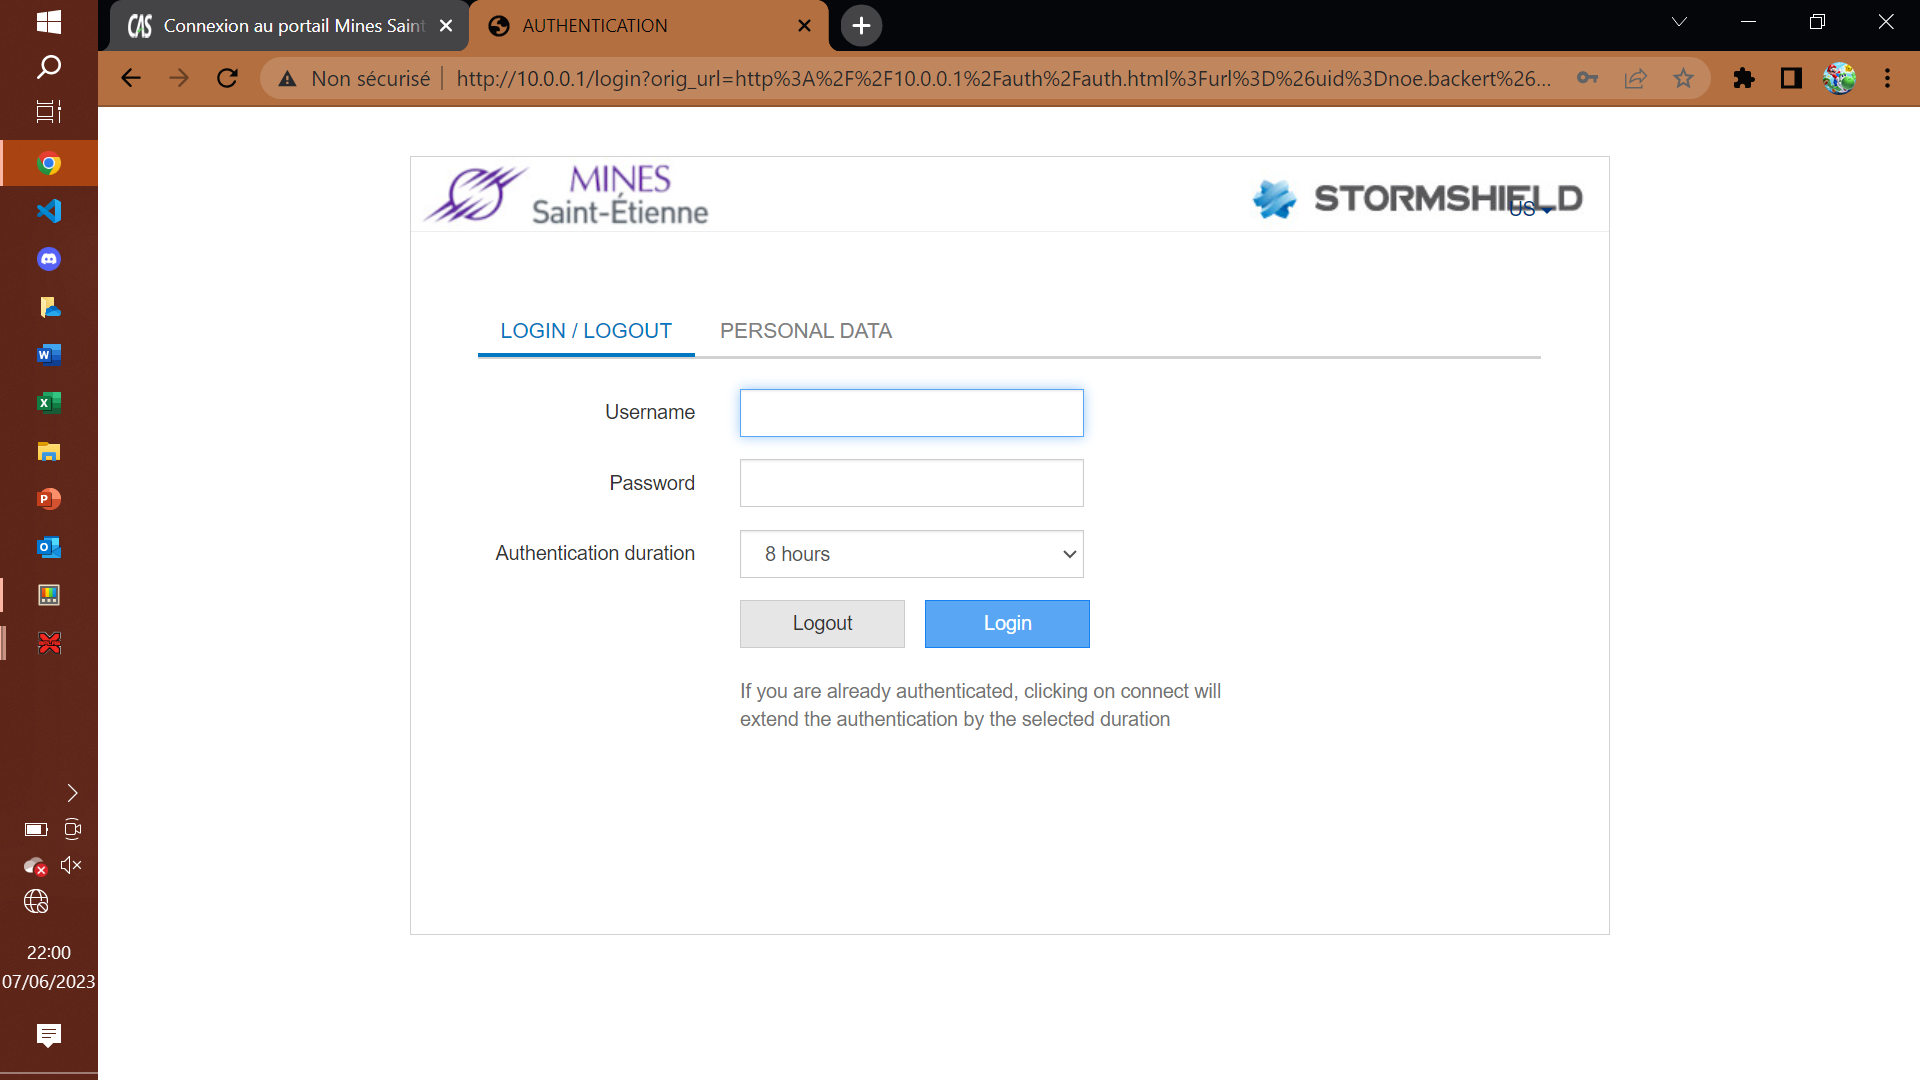 Connexion au portail Mines Saint
AUTHENTICATION
Non sécurisé
http://10.0.0.1/login?orig_url=http%3A%2F%2F10.0.0.1%2Fauth%2Fauth.html%3Furl%3D%26uid%3Dnoe.backert%26...
MINES
Saint-Étienne
STORMSHIELD
US
LOGIN / LOGOUT
PERSONAL DATA
Username
Password
Authentication duration
8 hours
Logout
Login
If you are already authenticated, clicking on connect will
extend the authentication by the selected duration
22:00
07/06/2023